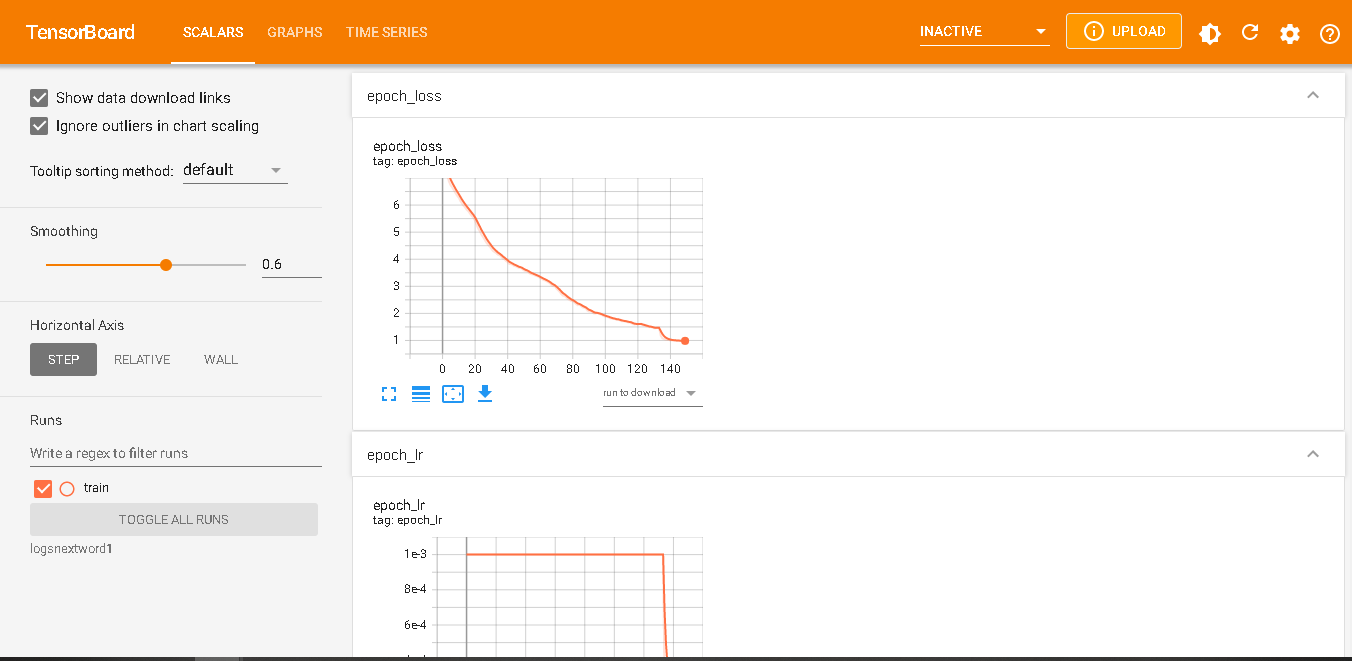 TensorBoard
SCALARS GRAPHS TIME SERIES
INACTIVE
UPLOAD
Show data download links
Ignore outliers in chart scaling
Tooltip sorting method: default
Smoothing
0.6
Horizontal Axis
STEP RELATIVE WALL
Runs
Write a regex to filter runs
train
TOGGLE ALL RUNS
logsnextword1
epoch_loss
epoch_loss
tag: epoch_loss
6
5
4
3
2
1
0 20 40 60 80 100 120 140
run to download
epoch_lr
epoch_lr
tag: epoch_lr
1e-3
8e-4
6e-4